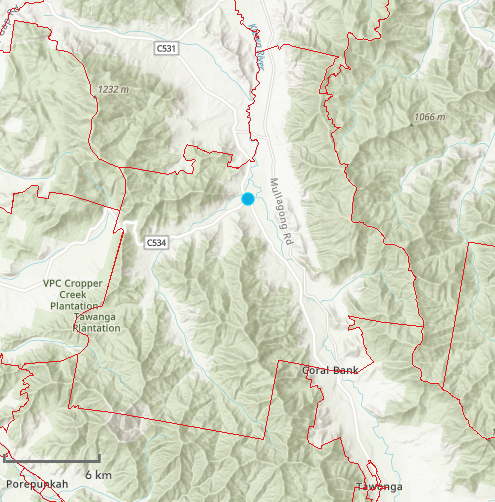 C531
Kiewa River
1232 m
1066 m
Mullagong Rd
C534
VPC Cropper
Creek
Plantation
Tawanga
Plantation
Coral Bank
6 km
Porepunkah
Tawonga